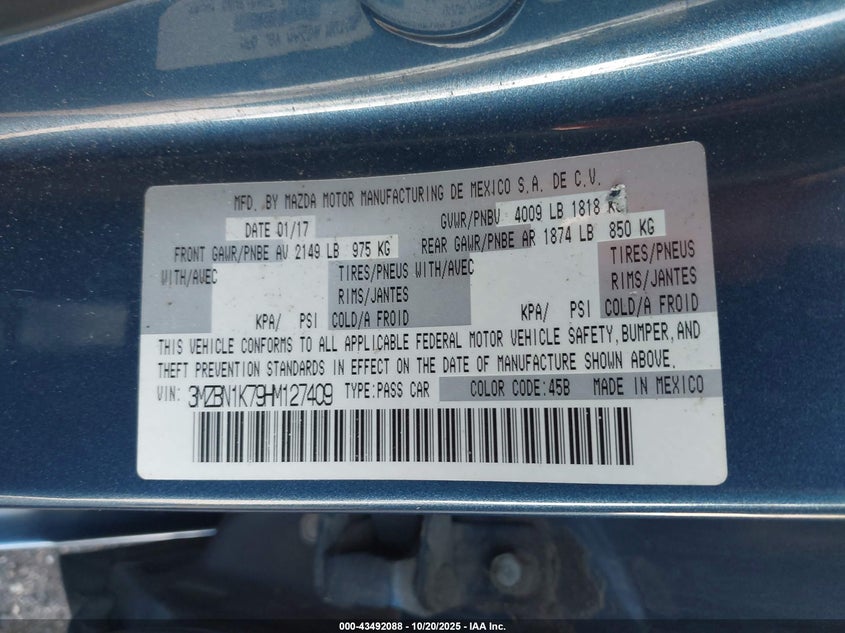 MFD. BY MAZDA MOTOR MANUFACTURING DE MEXICO S.A. DE C.V.
DATE 01/17 GVWR/PNBV 4009 LB 1818 KG
FRONT GAWR/PNBE AV 2149 LB 975 KG REAR GAWR/PNBE AR 1874 LB 850 KG
WITH/AVEC TIRES/PNEUS WITH/AVEC TIRES/PNEUS
RIMS/JANTES RIMS/JANTES
KPA/ PSI COLD/A FROID KPA/ PSI COLD/A FROID
THIS VEHICLE CONFORMS TO ALL APPLICABLE FEDERAL MOTOR VEHICLE SAFETY, BUMPER, AND
THEFT PREVENTION STANDARDS IN EFFECT ON THE DATE OF MANUFACTURE SHOWN ABOVE.
VIN: 3MZBN1K79HM127409 TYPE:PASS CAR COLOR CODE:45B MADE IN MEXICO
000-43492088 - 10/20/2025 - IAA Inc.